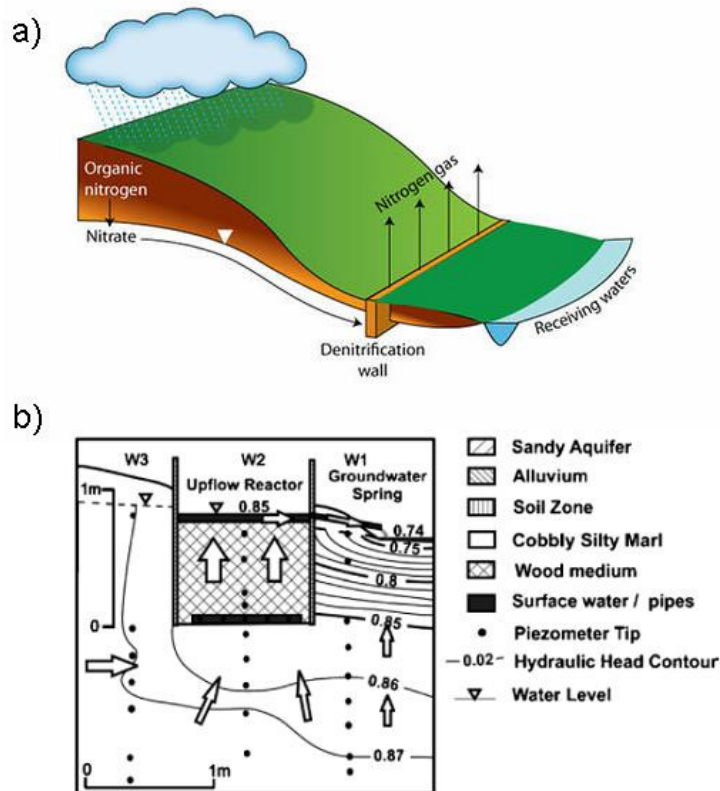 a)
Organic
nitrogen
Nitrate
Nitrogen gas
Denitrification
wall
Receiving waters
b)
W3
W2
W1
Upflow Reactor
Groundwater
Spring
1m
0.85
0.74
0.75
0.8
0
0.85
0.86
0.87
0
1m
Sandy Aquifer
Alluvium
Soil Zone
Cobbly Silty Marl
Wood medium
Surface water / pipes
Piezometer Tip
0.02
Hydraulic Head Contour
Water Level